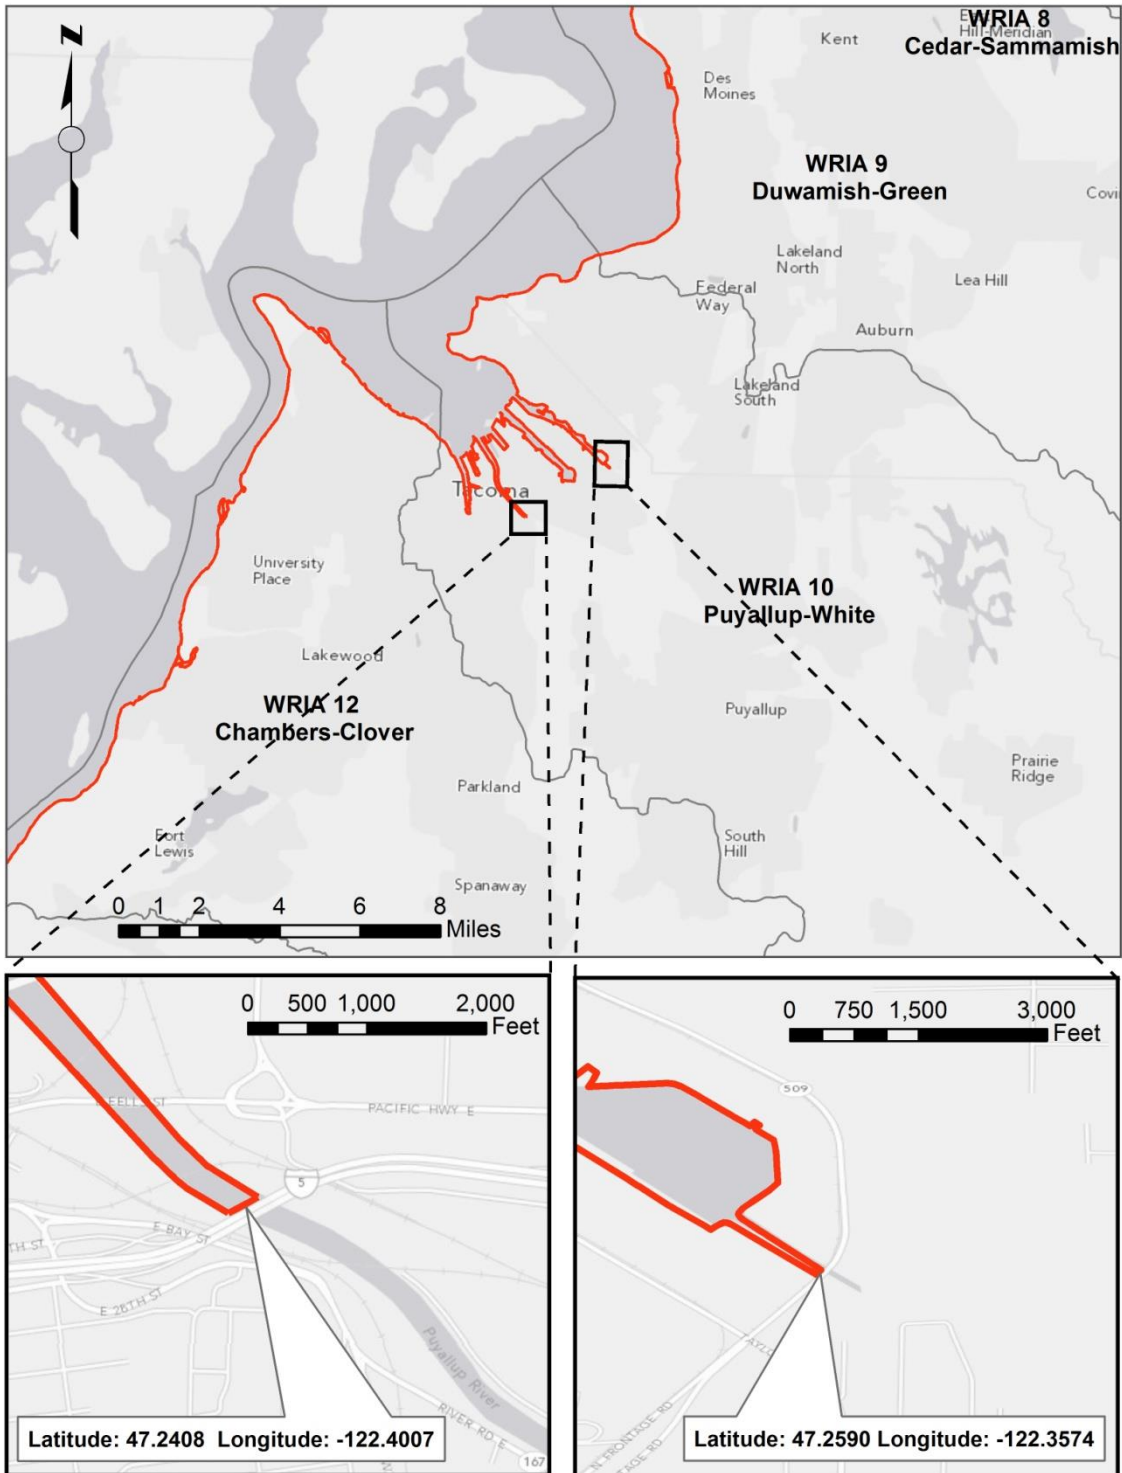 N
WRIA 8
Hill-Meridian
Cedar-Sammamish
Kent
Des
Moines
WRIA 9
Duwamish-Green
Lakeland
North
Lea Hill
Federal
Way
Auburn
Lakeland
South
Tacoma
University
Place
WRIA 10
Puyallup-White
Lakewood
WRIA 12
Chambers-Clover
Puyallup
Prairie
Ridge
Parkland
Fort
Lewis
South
Hill
Spanaway
0 1 2 4 6 8
Miles
0 500 1,000 2,000
Feet
PACIFIC HWY E
5
E BAY ST
TH ST
E 26TH ST
Puyallup River
RIVER RD E
167
Latitude: 47.2408 Longitude: -122.4007
0 750 1,500 3,000
Feet
509
N FRONTAGE RD
TAGE RD
Latitude: 47.2590 Longitude: -122.3574